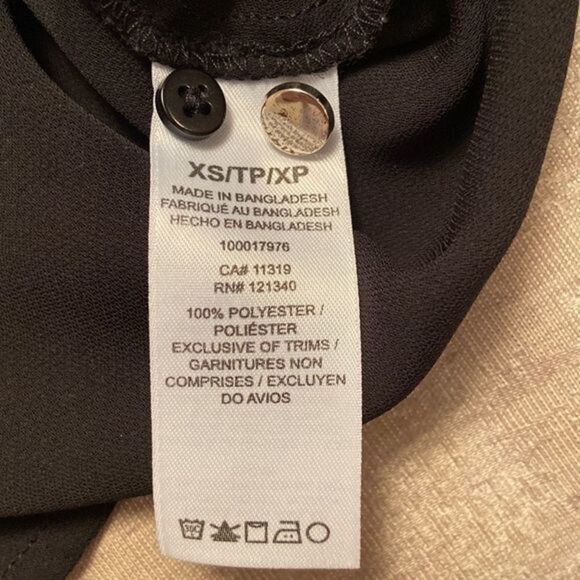 XS/TP/XP
MADE IN BANGLADESH
FABRIQUÉ AU BANGLADESH
HECHO EN BANGLADESH
100017976
CA# 11319
RN# 121340
100% POLYESTER /
POLIÉSTER
EXCLUSIVE OF TRIMS /
GARNITURES NON
COMPRISES / EXCLUYEN
DO AVIOS
30C